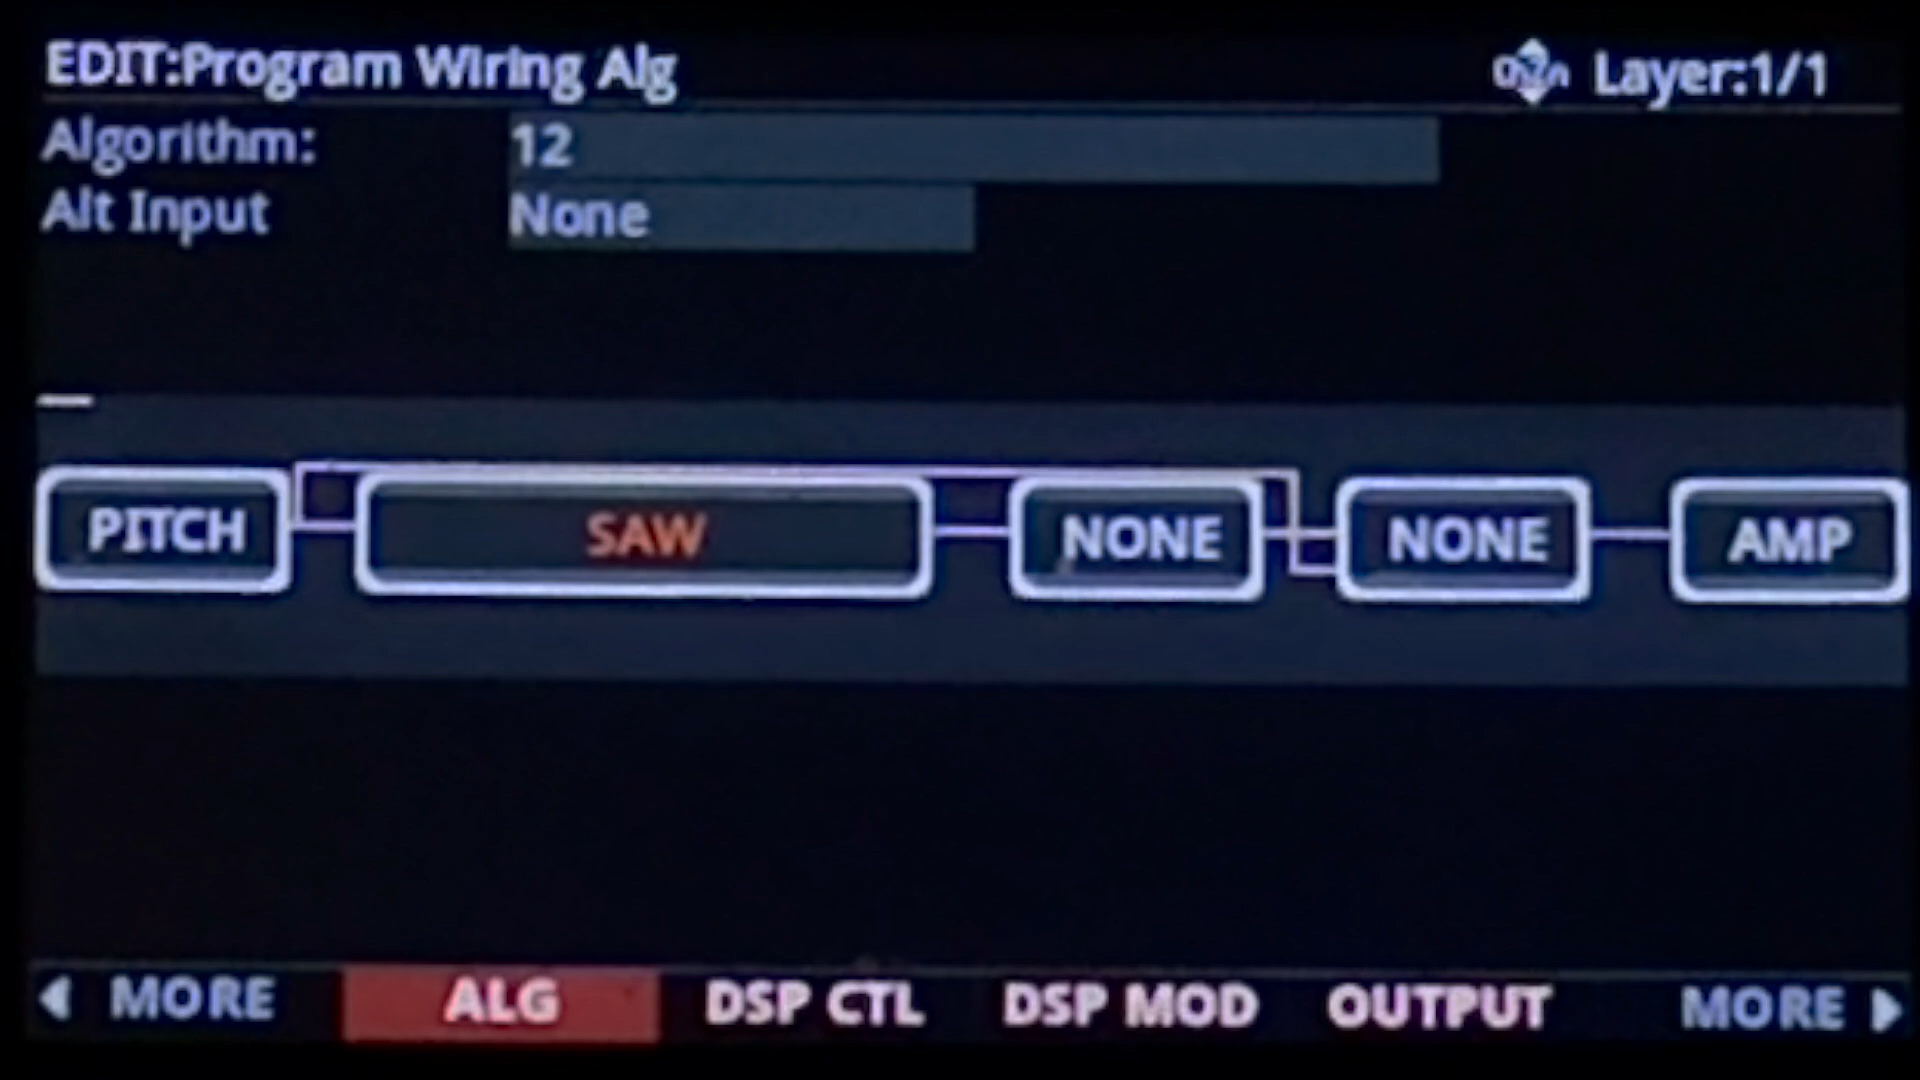 EDIT:Program Wiring Alg Layer:1/1
Algorithm: 12
Alt Input None
PITCH SAW NONE NONE AMP
MORE ALG DSP CTL DSP MOD OUTPUT MORE